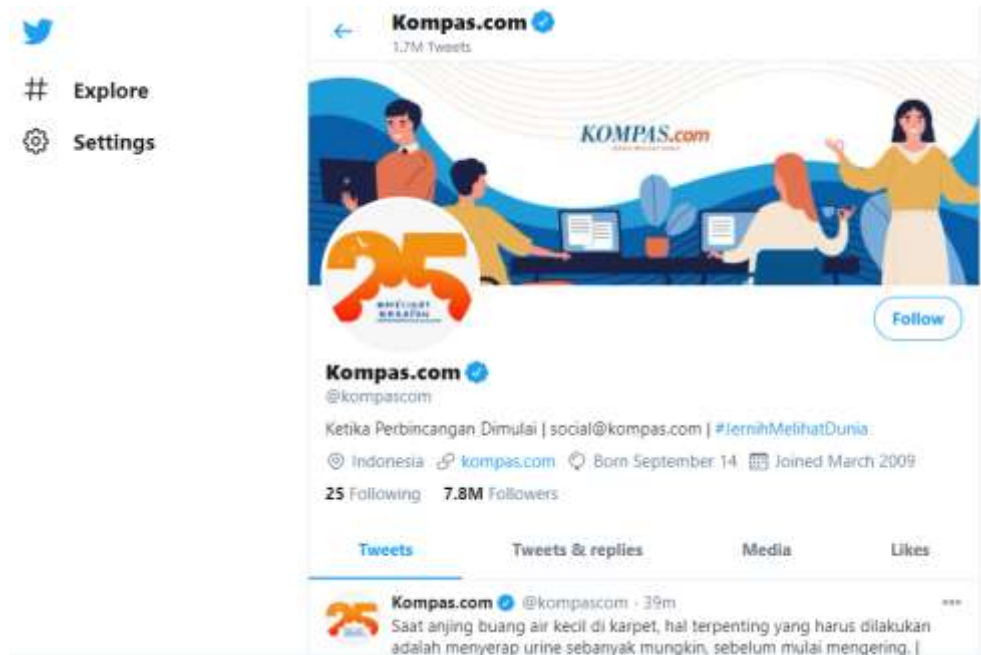 Kompas.com
1.7M Tweets
Explore
Settings
KOMPAS.com
25
Follow
Kompas.com
@kompascom
Ketika Perbincangan Dimulai | social@kompas.com | #JernihMelihatDunia
Indonesia kompas.com Born September 14 Joined March 2009
25 Following 7.8M Followers
Tweets Tweets & replies Media Likes
25
Kompas.com @kompascom · 39m
Saat anjing buang air kecil di karpet, hal terpenting yang harus dilakukan
adalah menyerap urine sebanyak mungkin, sebelum mulai mengering. |